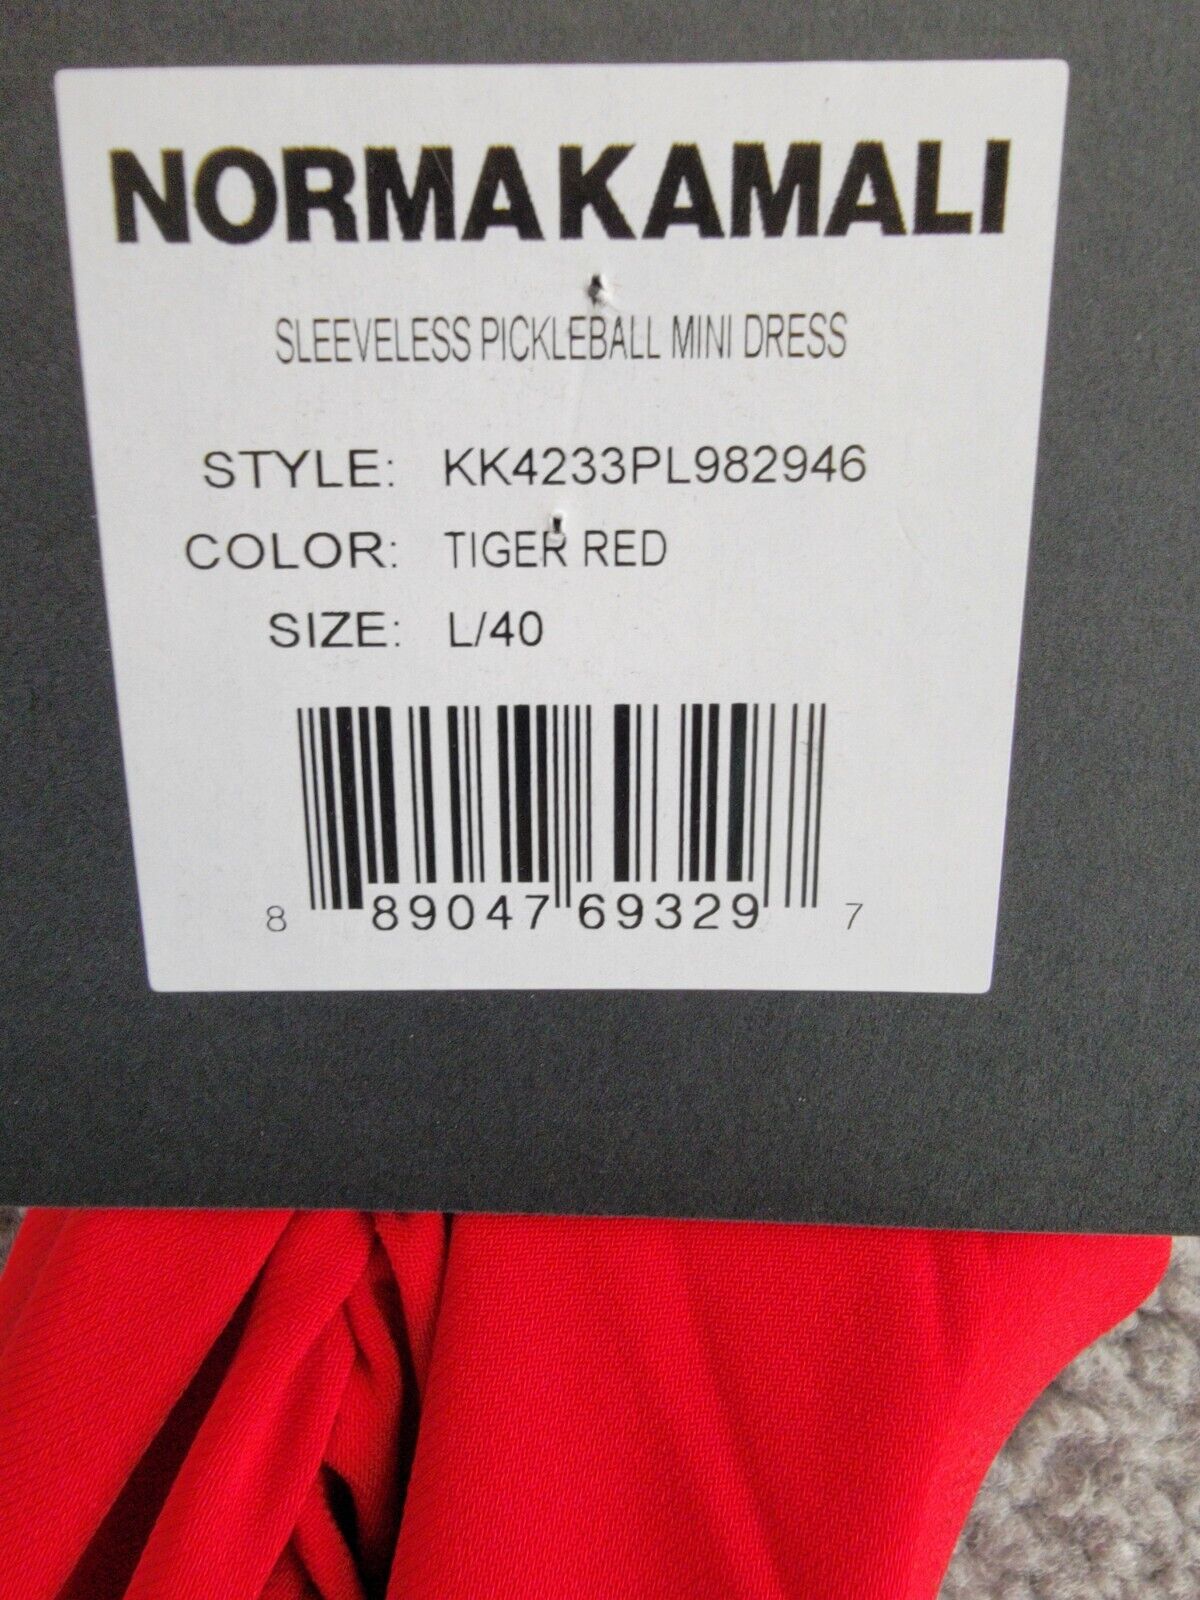 NORMA KAMALI
SLEEVELESS PICKLEBALL MINI DRESS
STYLE: KK4233PL982946
COLOR: TIGER RED
SIZE: L/40
8 89047 69329 7